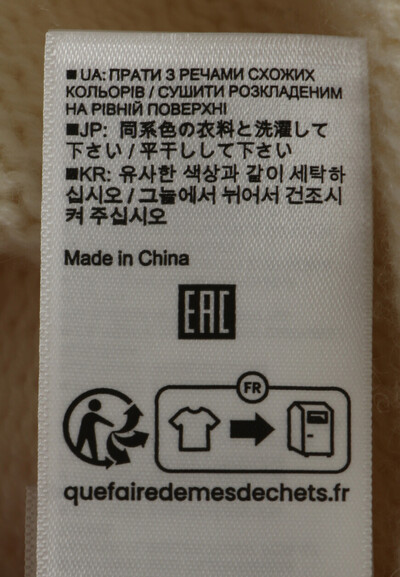 ■ UA: ПРАТИ З РЕЧАМИ СХОЖИХ
КОЛЬОРІВ / СУШИТИ РОЗКЛАДЕНИМ
НА РІВНІЙ ПОВЕРХНІ
■JP: 同系色の衣料と洗濯して
下さい / 平干しして下さい
■KR: 유사한 색상과 같이 세탁하
십시오 / 그늘에서 뉘어서 건조시
켜 주십시오
Made in China
EAC
FR
quefairedemesdechets.fr